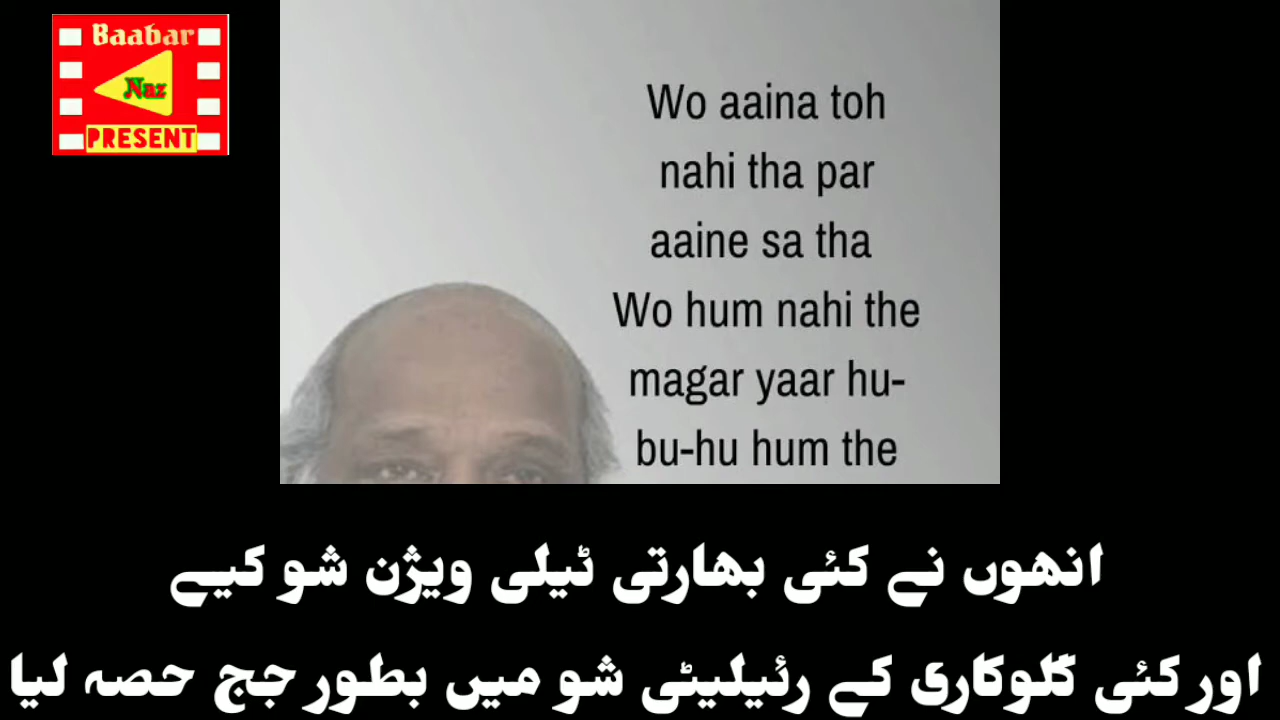 Baabar
Naz
PRESENT
Wo aaina toh
nahi tha par
aaine sa tha
Wo hum nahi the
magar yaar hu-
bu-hu hum the
انھوں نے کئی بھارتی ٹیلی ویژن شو کیے
اور کئی گلوکاری کے رئیلیٹی شو میں بطور جج حصہ لیا